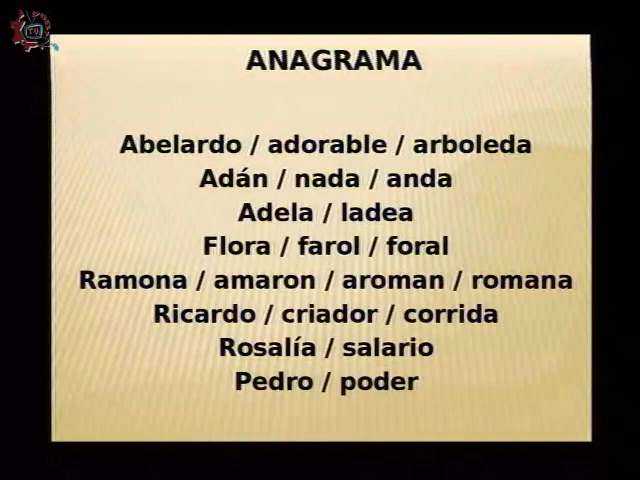 TV
ANAGRAMA
Abelardo / adorable / arboleda
Adán / nada / anda
Adela / ladea
Flora / farol / foral
Ramona / amaron / aroman / romana
Ricardo / criador / corrida
Rosalía / salario
Pedro / poder